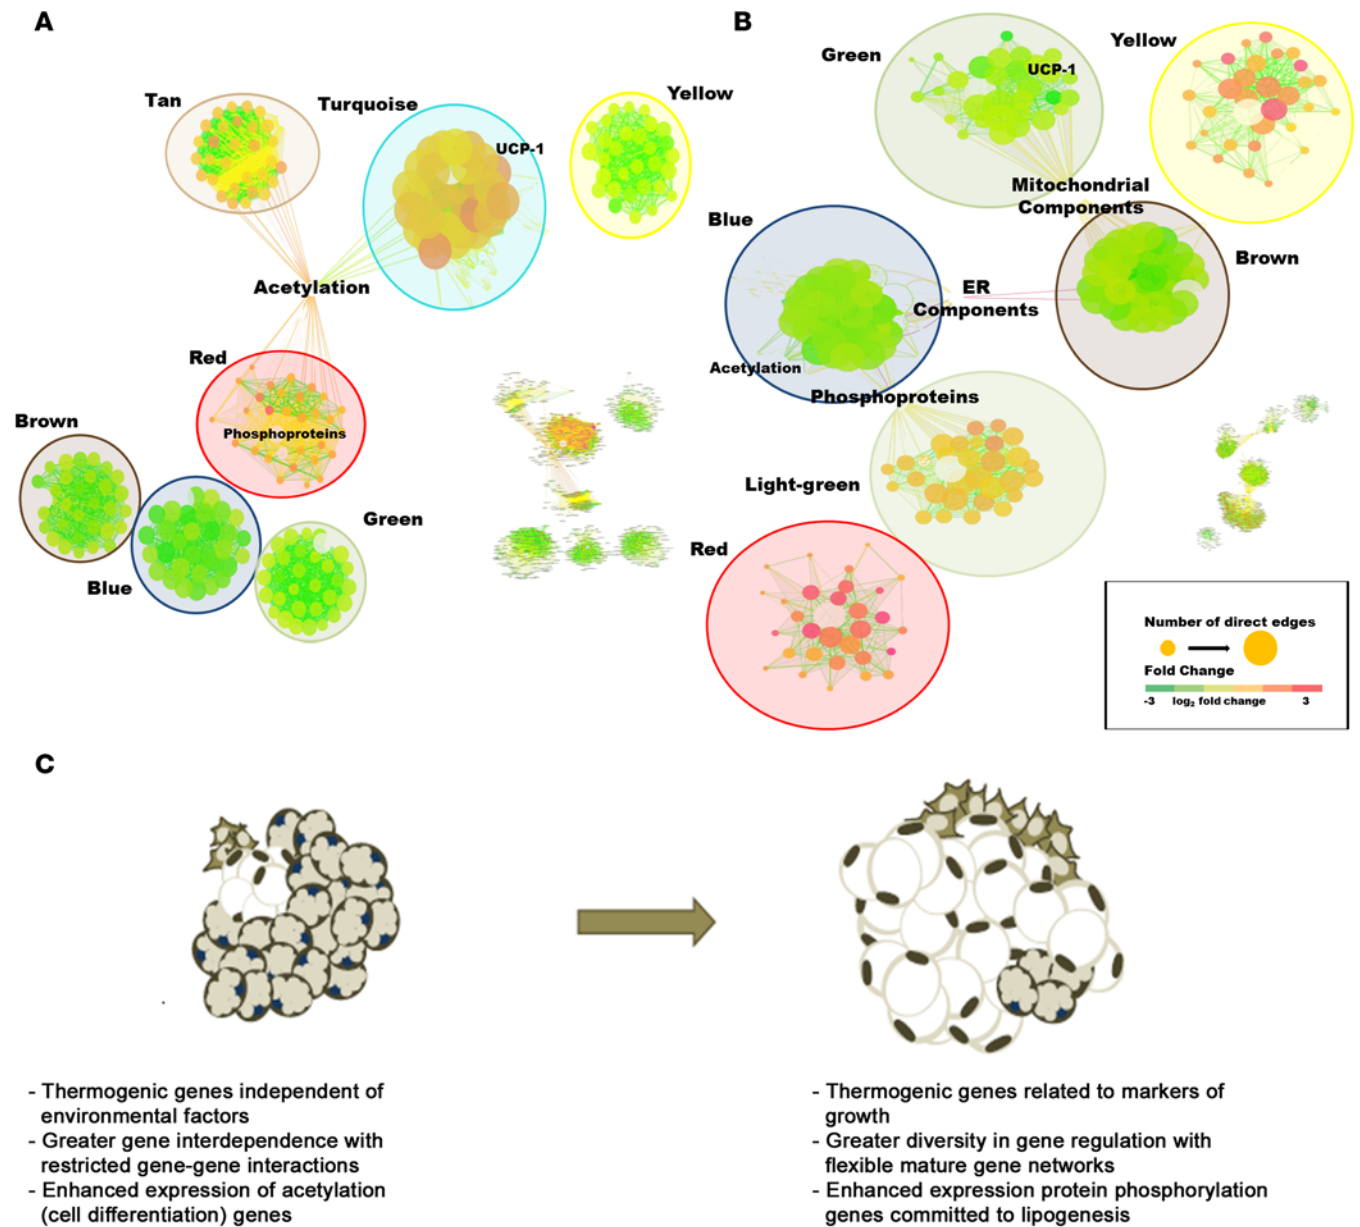 A
Tan
Turquoise
Yellow
UCP-1
Acetylation
Red
Phosphoproteins
Brown
Green
Blue
B
Green
Yellow
UCP-1
Mitochondrial
Components
Blue
Brown
ER
Components
Acetylation
Phosphoproteins
Light-green
Red
Number of direct edges
Fold Change
-3 log₂ fold change 3
C
- Thermogenic genes independent of
environmental factors
- Greater gene interdependence with
restricted gene-gene interactions
- Enhanced expression of acetylation
(cell differentiation) genes
- Thermogenic genes related to markers of
growth
- Greater diversity in gene regulation with
flexible mature gene networks
- Enhanced expression protein phosphorylation
genes committed to lipogenesis